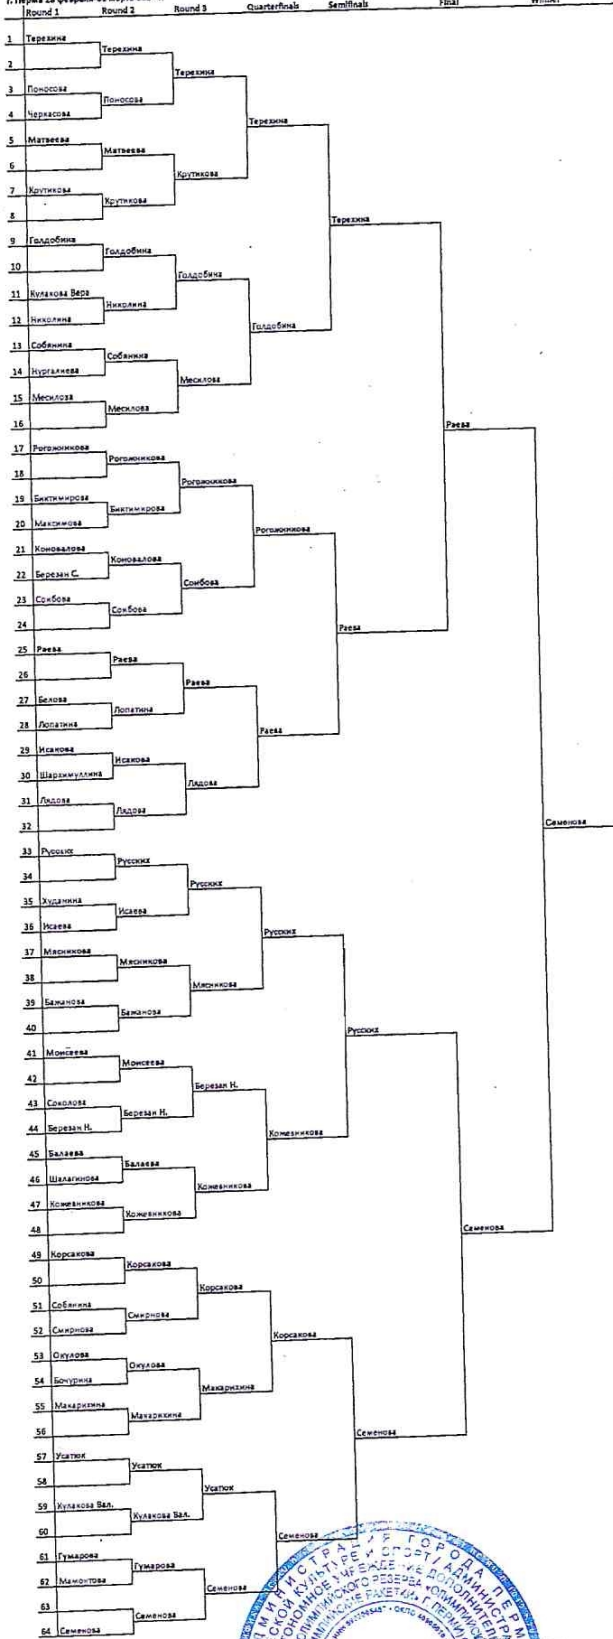 Round 1 Round 2 Round 3 Quarterfinals Semifinals Final Winner
1 Терехина
Терехина
2
Терехина
3 Поносова
Поносова
4 Черкасова
Терехина
5 Матвеева
Матвеева
6
Крутикова
7 Крутикова
Крутикова
8
Терехина
9 Голдобина
Голдобина
10
Голдобина
11 Кулакова Вера
Николина
12 Николина
Голдобина
13 Собянина
Собянина
14 Нургалиева
Месилова
15 Месилова
Месилова
16
Раева
17 Рогожникова
Рогожникова
18
Рогожникова
19 Биктимирова
Биктимирова
20 Максимова
Рогожникова
21 Коновалова
Коновалова
22 Березан С.
Сокбова
23 Сокбова
Сокбова
24
Раева
25 Раева
Раева
26
Раева
27 Белова
Лопатина
28 Лопатина
Раева
29 Исакова
Исакова
30 Шархимуллина
Лядова
31 Лядова
Лядова
32
Семенова
33 Русских
Русских
34
Русских
35 Худанина
Исаева
36 Исаева
Русских
37 Мясникова
Мясникова
38
Мясникова
39 Бажанова
Бажанова
40
Русских
41 Моисеева
Моисеева
42
Березан Н.
43 Соколова
Березан Н.
44 Березан Н.
Кожевникова
45 Балаева
Балаева
46 Шалагинова
Кожевникова
47 Кожевникова
Кожевникова
48
Семенова
49 Корсакова
Корсакова
50
Корсакова
51 Собянина
Смирнова
52 Смирнова
Корсакова
53 Окулова
Окулова
54 Бочурина
Макарихина
55 Макарихина
Макарихина
56
Семенова
57 Усатюк
Усатюк
58
Усатюк
59 Кулакова Вал.
Кулакова Вал.
60
Семенова
61 Гумарова
Гумарова
62 Мамонтова
Семенова
63
Семенова
64 Семенова